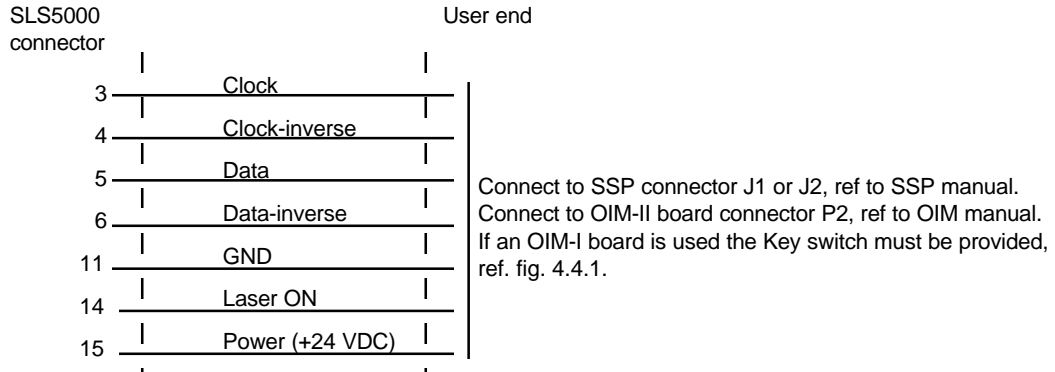 SLS5000
connector
User end
3 Clock
4 Clock-inverse
5 Data
6 Data-inverse
11 GND
14 Laser ON
15 Power (+24 VDC)
Connect to SSP connector J1 or J2, ref to SSP manual.
Connect to OIM-II board connector P2, ref to OIM manual.
If an OIM-I board is used the Key switch must be provided,
ref. fig. 4.4.1.